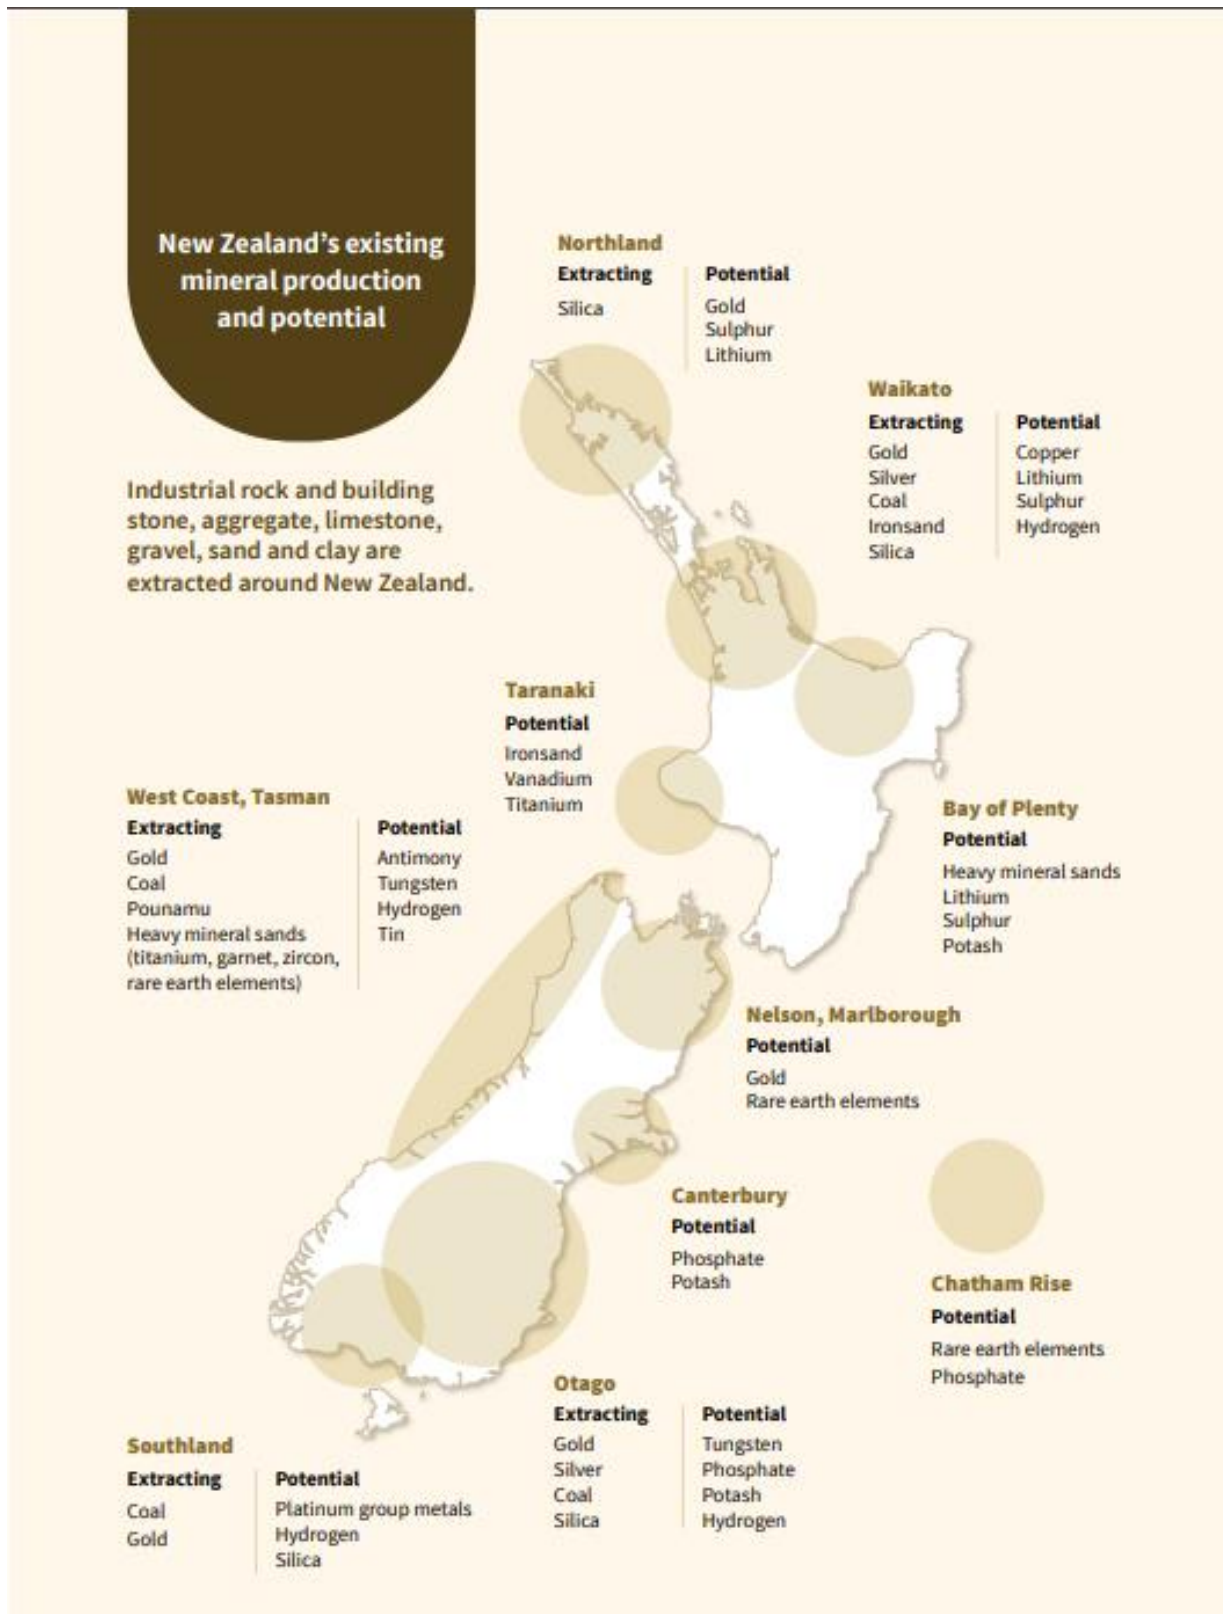 New Zealand's existing
mineral production
and potential
Industrial rock and building
stone, aggregate, limestone,
gravel, sand and clay are
extracted around New Zealand.
Northland
Extracting
Silica
Potential
Gold
Sulphur
Lithium
Waikato
Extracting
Gold
Silver
Coal
Ironsand
Silica
Potential
Copper
Lithium
Sulphur
Hydrogen
Taranaki
Potential
Ironsand
Vanadium
Titanium
West Coast, Tasman
Extracting
Gold
Coal
Pounamu
Heavy mineral sands
(titanium, garnet, zircon,
rare earth elements)
Potential
Antimony
Tungsten
Hydrogen
Tin
Bay of Plenty
Potential
Heavy mineral sands
Lithium
Sulphur
Potash
Nelson, Marlborough
Potential
Gold
Rare earth elements
Canterbury
Potential
Phosphate
Potash
Chatham Rise
Potential
Rare earth elements
Phosphate
Otago
Extracting
Gold
Silver
Coal
Silica
Potential
Tungsten
Phosphate
Potash
Hydrogen
Southland
Extracting
Coal
Gold
Potential
Platinum group metals
Hydrogen
Silica